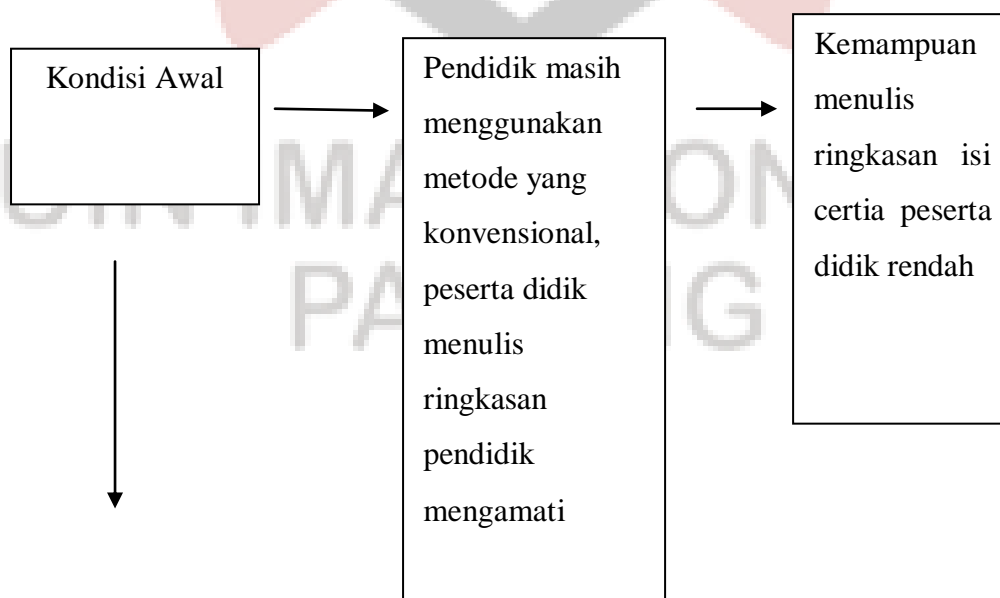 Kondisi Awal
Pendidik masih
menggunakan
metode yang
konvensional,
peserta didik
menulis
ringkasan
pendidik
mengamati
Kemampuan
menulis
ringkasan isi
certia peserta
didik rendah